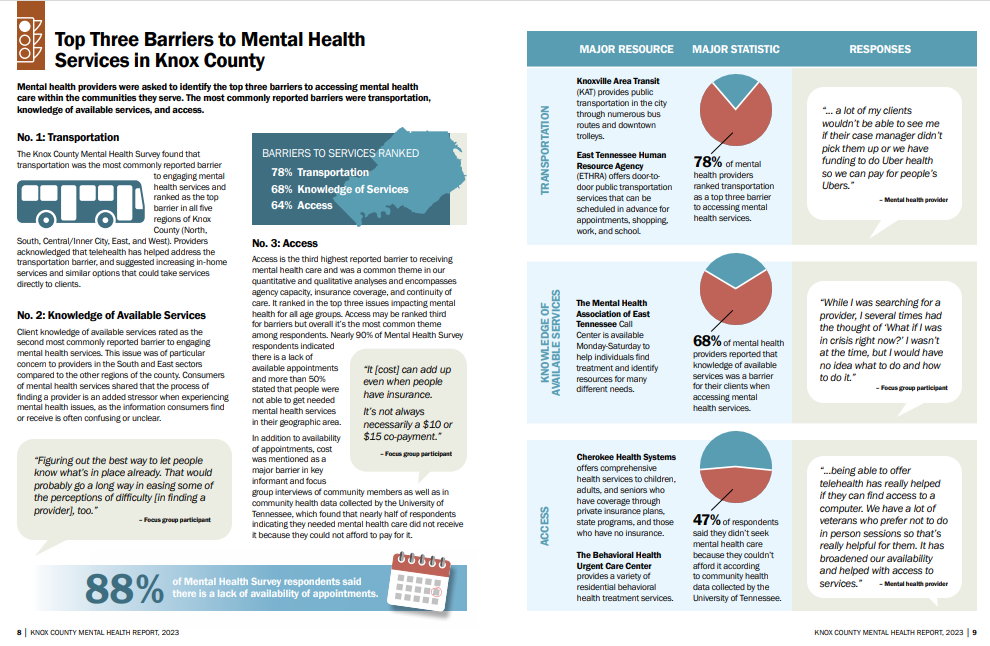 Top Three Barriers to Mental Health
Services in Knox County
Mental health providers were asked to identify the top three barriers to accessing mental health
care within the communities they serve. The most commonly reported barriers were transportation,
knowledge of available services, and access.
No. 1: Transportation
The Knox County Mental Health Survey found that
transportation was the most commonly reported barrier
to engaging mental
health services and
ranked as the top
barrier in all five
regions of Knox
County (North,
South, Central/Inner City, East, and West). Providers
acknowledged that telehealth has helped address the
transportation barrier, and suggested increasing in-home
services and similar options that could take services
directly to clients.
No. 2: Knowledge of Available Services
Client knowledge of available services rated as the
second most commonly reported barrier to engaging
mental health services. This issue was of particular
concern to providers in the South and East sectors
compared to the other regions of the county. Consumers
of mental health services shared that the process of
finding a provider is an added stressor when experiencing
mental health issues, as the information consumers find
or receive is often confusing or unclear.
“Figuring out the best way to let people
know what’s in place already. That would
probably go a long way in easing some of
the perceptions of difficulty [in finding a
provider], too.”
– Focus group participant
BARRIERS TO SERVICES RANKED
78% Transportation
68% Knowledge of Services
64% Access
No. 3: Access
Access is the third highest reported barrier to receiving
mental health care and was a common theme in our
quantitative and qualitative analyses and encompasses
agency capacity, insurance coverage, and continuity of
care. It ranked in the top three issues impacting mental
health for all age groups. Access may be ranked third
for barriers but overall it’s the most common theme
among respondents. Nearly 90% of Mental Health Survey
respondents indicated
there is a lack of
available appointments
and more than 50%
stated that people were
not able to get needed
mental health services
in their geographic area.
In addition to availability
of appointments, cost
was mentioned as a
major barrier in key
informant and focus
group interviews of community members as well as in
community health data collected by the University of
Tennessee, which found that nearly half of respondents
indicating they needed mental health care did not receive
it because they could not afford to pay for it.
“It [cost] can add up
even when people
have insurance.
It’s not always
necessarily a $10 or
$15 co-payment.”
– Focus group participant
88% of Mental Health Survey respondents said
there is a lack of availability of appointments.
8 | KNOX COUNTY MENTAL HEALTH REPORT, 2023
MAJOR RESOURCE MAJOR STATISTIC RESPONSES
TRANSPORTATION
Knoxville Area Transit
(KAT) provides public
transportation in the city
through numerous bus
routes and downtown
trolleys.
East Tennessee Human
Resource Agency
(ETHRA) offers door-to-
door public transportation
services that can be
scheduled in advance for
appointments, shopping,
work, and school.
78% of mental
health providers
ranked transportation
as a top three barrier
to accessing mental
health services.
“... a lot of my clients
wouldn’t be able to see me
if their case manager didn’t
pick them up or we have
funding to do Uber health
so we can pay for people’s
Ubers.”
– Mental health provider
KNOWLEDGE OF
AVAILABLE SERVICES
The Mental Health
Association of East
Tennessee Call
Center is available
Monday-Saturday to
help individuals find
treatment and identify
resources for many
different needs.
68% of mental health
providers reported that
knowledge of available
services was a barrier
for their clients when
accessing mental
health services.
“While I was searching for a
provider, I several times had
the thought of ‘What if I was
in crisis right now?’ I wasn’t
at the time, but I would have
no idea what to do and how
to do it.”
– Focus group participant
ACCESS
Cherokee Health Systems
offers comprehensive
health services to children,
adults, and seniors who
have coverage through
private insurance plans,
state programs, and those
who have no insurance.
The Behavioral Health
Urgent Care Center
provides a variety of
residential behavioral
health treatment services.
47% of respondents
said they didn’t seek
mental health care
because they couldn’t
afford it according
to community health
data collected by the
University of Tennessee.
“...being able to offer
telehealth has really helped
if they can find access to a
computer. We have a lot of
veterans who prefer not to do
in person sessions so that’s
really helpful for them. It has
broadened our availability
and helped with access to
services.” – Mental health provider
KNOX COUNTY MENTAL HEALTH REPORT, 2023 | 9